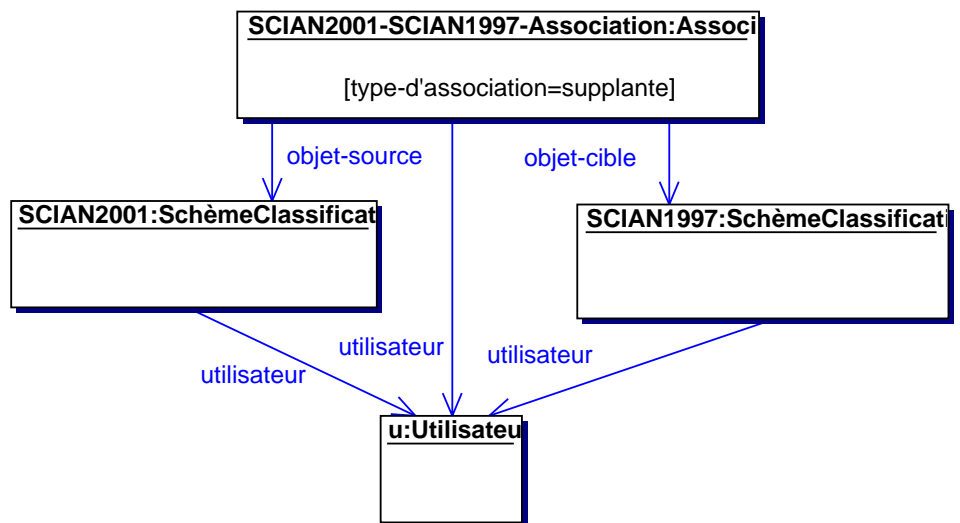 SCIAN2001-SCIAN1997-Association:Associ
[type-d'association=supplante]
objet-source
objet-cible
SCIAN2001:SchèmeClassificat
SCIAN1997:SchèmeClassificati
utilisateur
utilisateur
utilisateur
u:Utilisateu